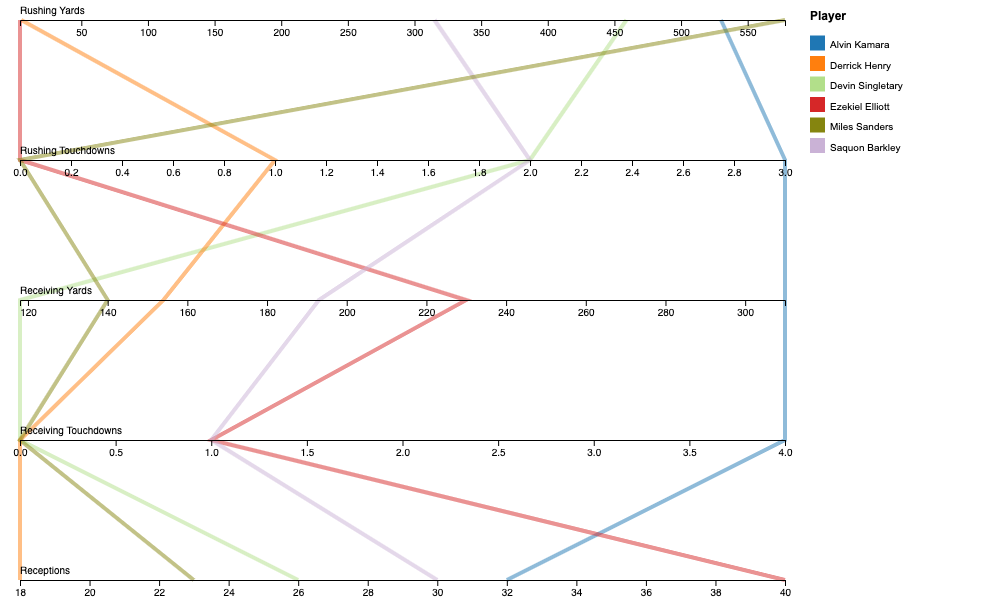 Rushing Yards
50 100 150 200 250 300 350 400 450 500 550
Rushing Touchdowns
0.0 0.2 0.4 0.6 0.8 1.0 1.2 1.4 1.6 1.8 2.0 2.2 2.4 2.6 2.8 3.0
Receiving Yards
120 140 160 180 200 220 240 260 280 300
Receiving Touchdowns
0.0 0.5 1.0 1.5 2.0 2.5 3.0 3.5 4.0
Receptions
18 20 22 24 26 28 30 32 34 36 38 40
Player
Alvin Kamara
Derrick Henry
Devin Singletary
Ezekiel Elliott
Miles Sanders
Saquon Barkley